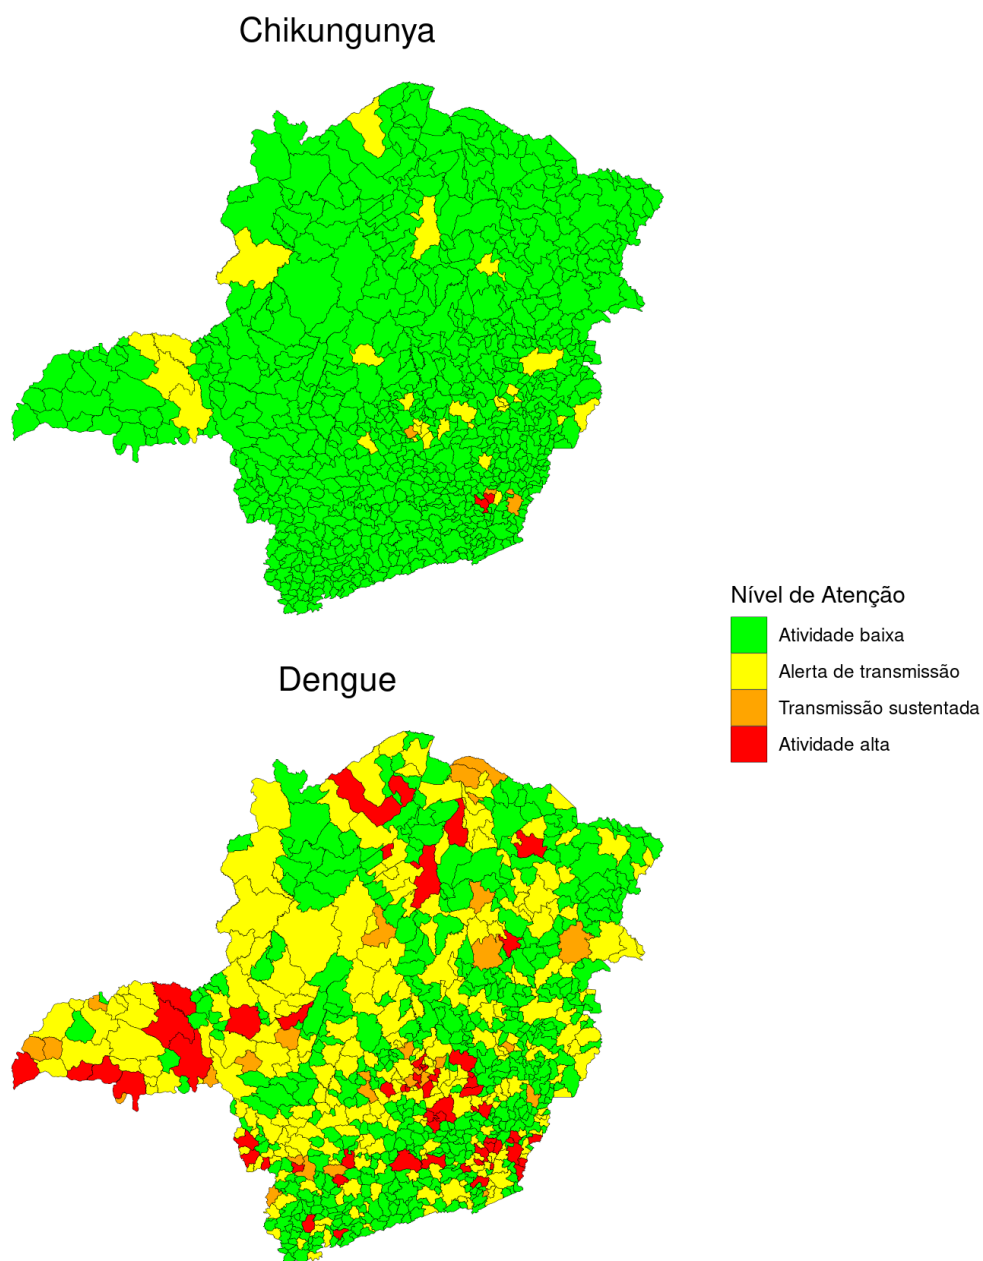 Chikungunya
Nível de Atenção
Atividade baixa
Alerta de transmissão
Transmissão sustentada
Atividade alta
Dengue